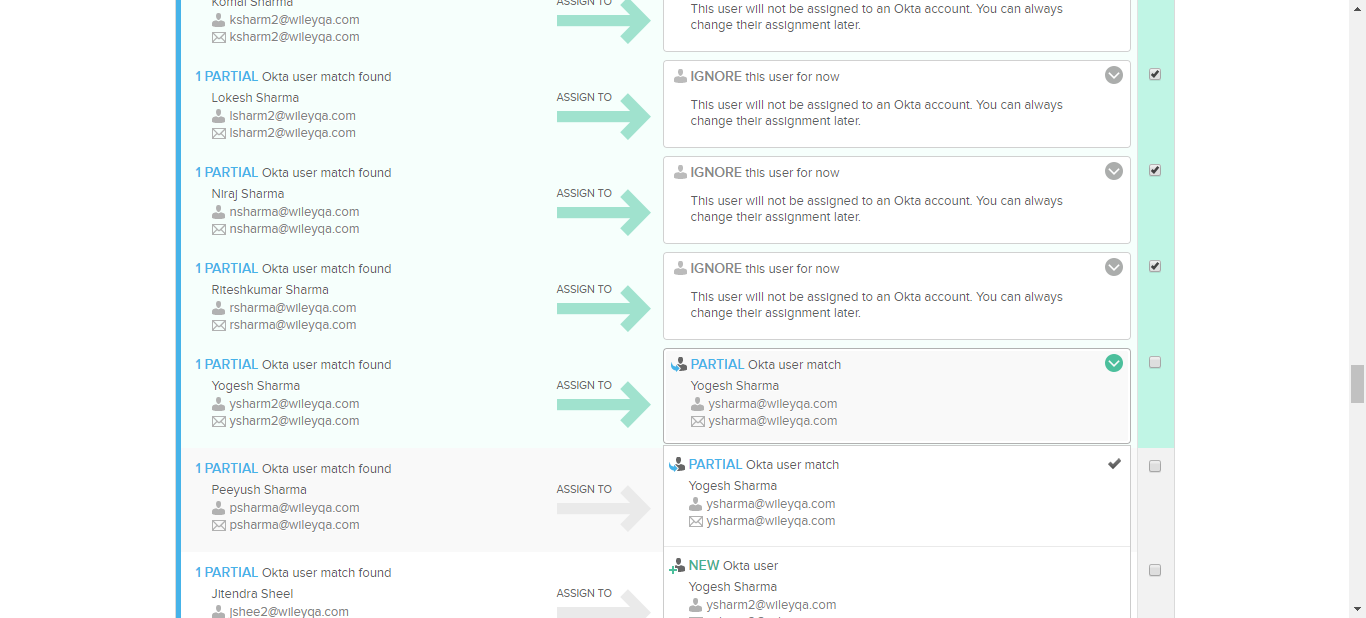 Komal Sharma
ksharm2@wileyqa.com
ksharm2@wileyqa.com
ASSIGN TO
This user will not be assigned to an Okta account. You can always
change their assignment later.
1 PARTIAL Okta user match found
Lokesh Sharma
lsharm2@wileyqa.com
lsharm2@wileyqa.com
ASSIGN TO
IGNORE this user for now
This user will not be assigned to an Okta account. You can always
change their assignment later.
1 PARTIAL Okta user match found
Niraj Sharma
nsharma@wileyqa.com
nsharma@wileyqa.com
ASSIGN TO
IGNORE this user for now
This user will not be assigned to an Okta account. You can always
change their assignment later.
1 PARTIAL Okta user match found
Riteshkumar Sharma
rsharma@wileyqa.com
rsharma@wileyqa.com
ASSIGN TO
IGNORE this user for now
This user will not be assigned to an Okta account. You can always
change their assignment later.
1 PARTIAL Okta user match found
Yogesh Sharma
ysharm2@wileyqa.com
ysharm2@wileyqa.com
ASSIGN TO
PARTIAL Okta user match
Yogesh Sharma
ysharma@wileyqa.com
ysharma@wileyqa.com
1 PARTIAL Okta user match found
Peeyush Sharma
psharma@wileyqa.com
psharma@wileyqa.com
ASSIGN TO
PARTIAL Okta user match
Yogesh Sharma
ysharma@wileyqa.com
ysharma@wileyqa.com
1 PARTIAL Okta user match found
Jitendra Sheel
jshee2@wileyqa.com
ASSIGN TO
NEW Okta user
Yogesh Sharma
ysharm2@wileyqa.com